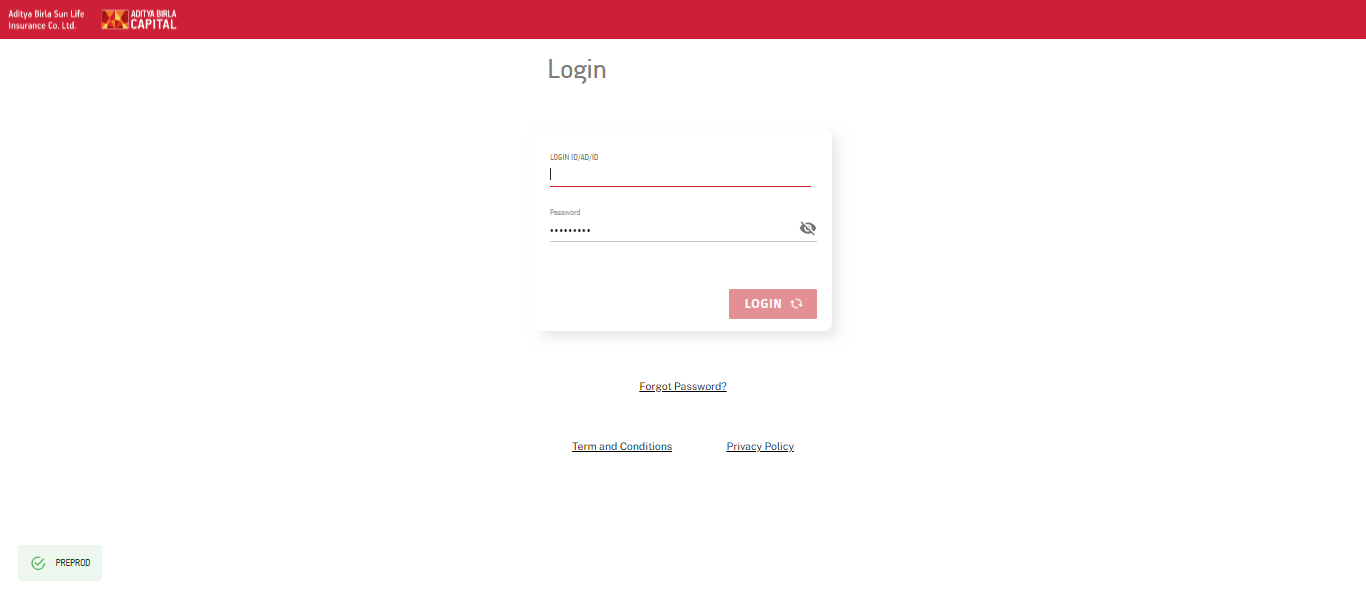 Aditya Birla Sun Life
Insurance Co. Ltd.
ADITYA BIRLA
CAPITAL
Login
LOGIN ID/AD/ID
Password
•••••••••
LOGIN
Forgot Password?
Term and Conditions
Privacy Policy
PREPROD